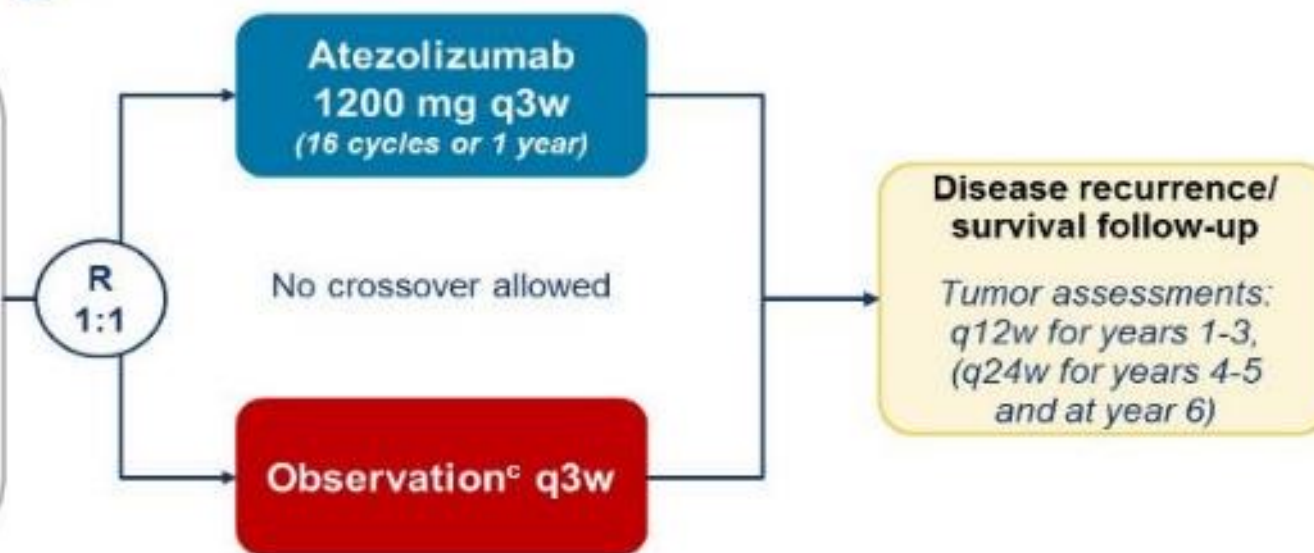 Atezolizumab
1200 mg q3w
(16 cycles or 1 year)
R
1:1
No crossover allowed
Observationᶜ q3w
Disease recurrence/
survival follow-up
Tumor assessments:
q12w for years 1-3,
(q24w for years 4-5
and at year 6)